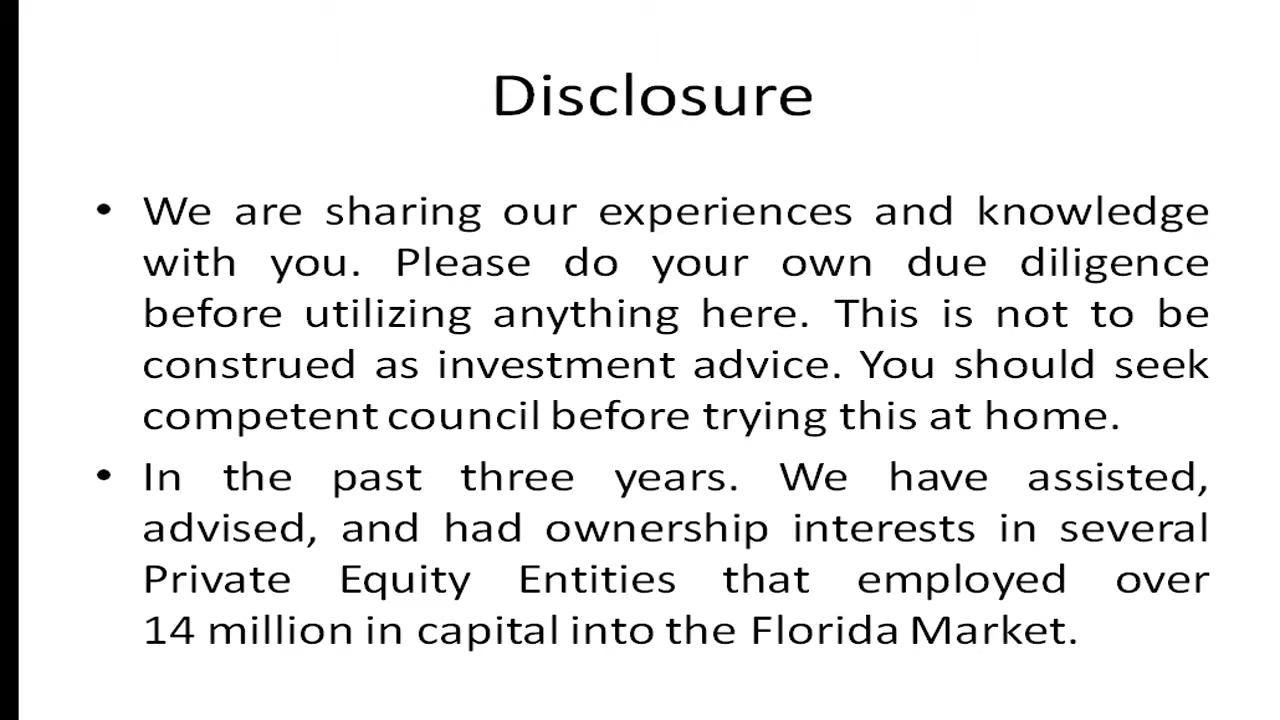 Disclosure
• We are sharing our experiences and knowledge
with you. Please do your own due diligence
before utilizing anything here. This is not to be
construed as investment advice. You should seek
competent council before trying this at home.
• In the past three years. We have assisted,
advised, and had ownership interests in several
Private Equity Entities that employed over
14 million in capital into the Florida Market.